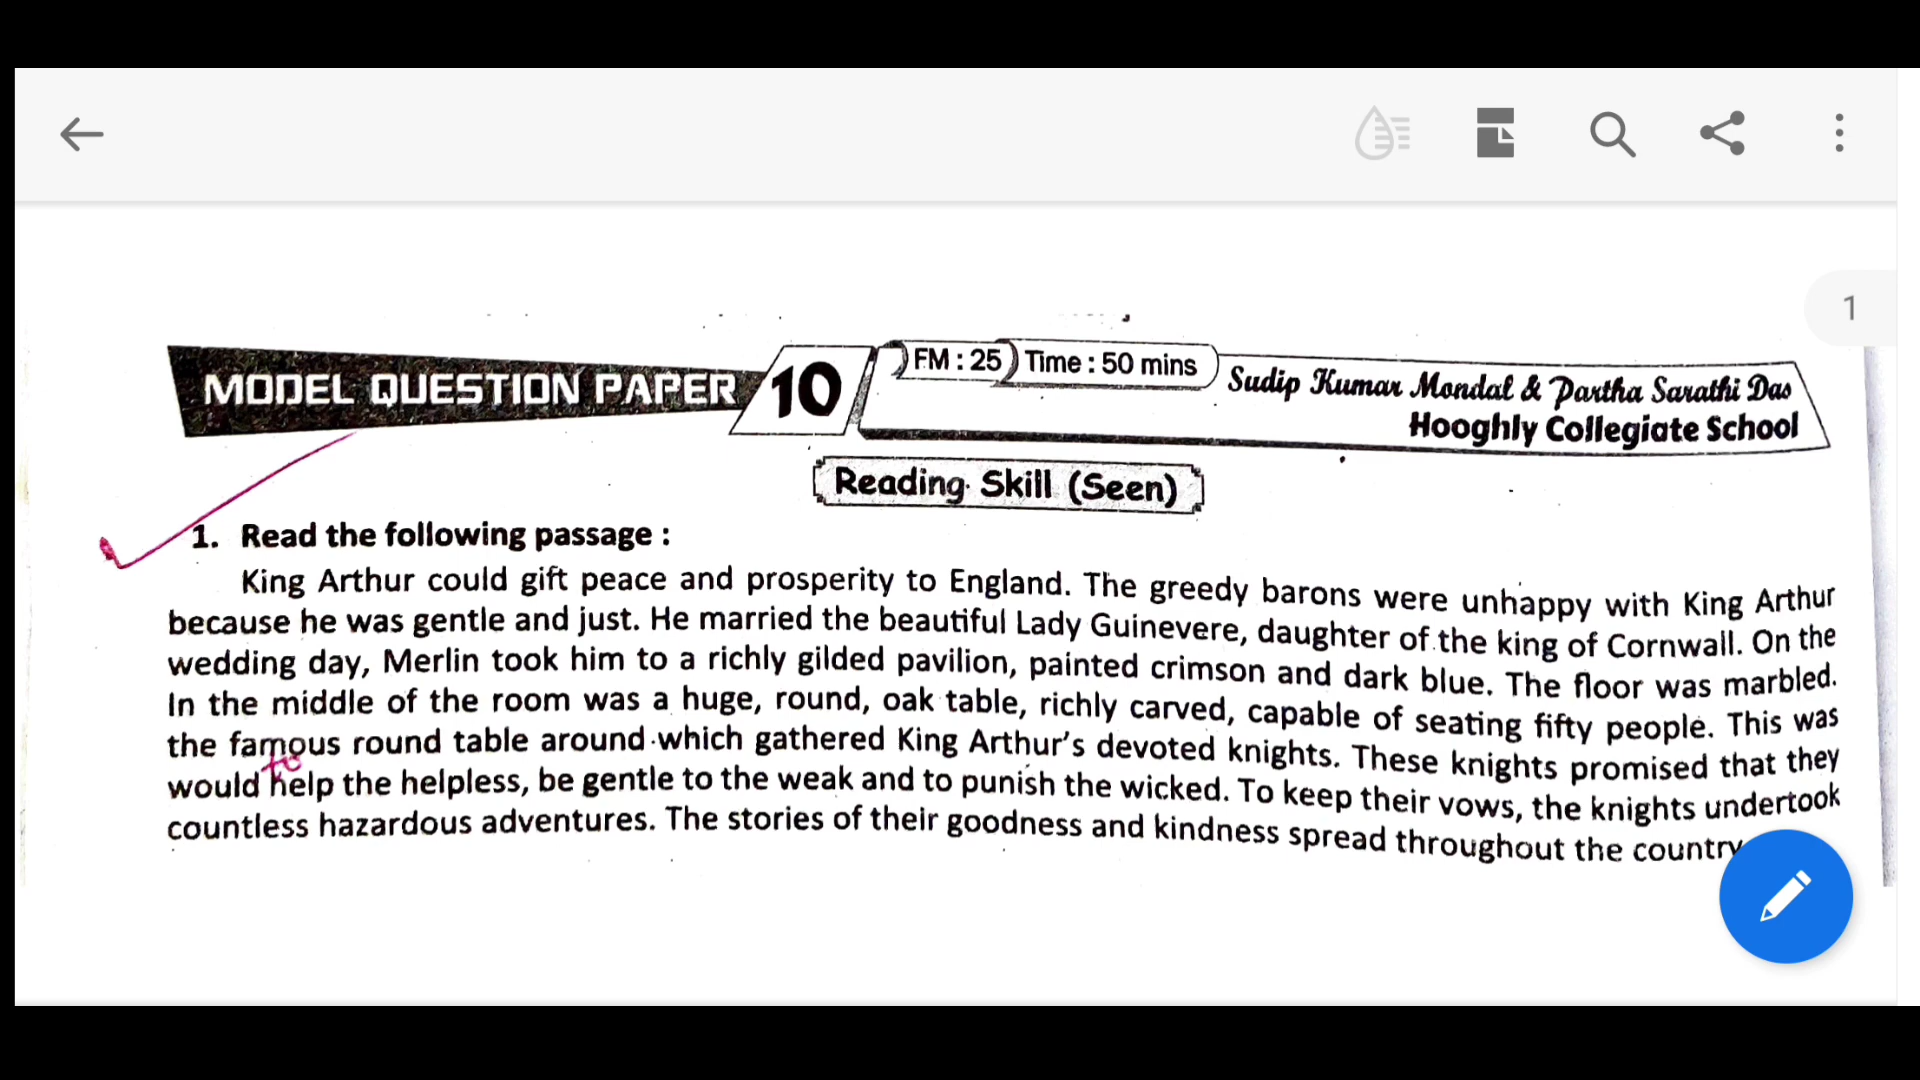 1
MODEL QUESTION PAPER 10
FM : 25 Time : 50 mins
Sudip Kumar Mondal & Partha Sarathi Das
Hooghly Collegiate School
Reading Skill (Seen)
1. Read the following passage :
King Arthur could gift peace and prosperity to England. The greedy barons were unhappy with King Arthur
because he was gentle and just. He married the beautiful Lady Guinevere, daughter of the king of Cornwall. On the
wedding day, Merlin took him to a richly gilded pavilion, painted crimson and dark blue. The floor was marbled.
In the middle of the room was a huge, round, oak table, richly carved, capable of seating fifty people. This was
the famous round table around which gathered King Arthur's devoted knights. These knights promised that they
to
would help the helpless, be gentle to the weak and to punish the wicked. To keep their vows, the knights undertook
countless hazardous adventures. The stories of their goodness and kindness spread throughout the country